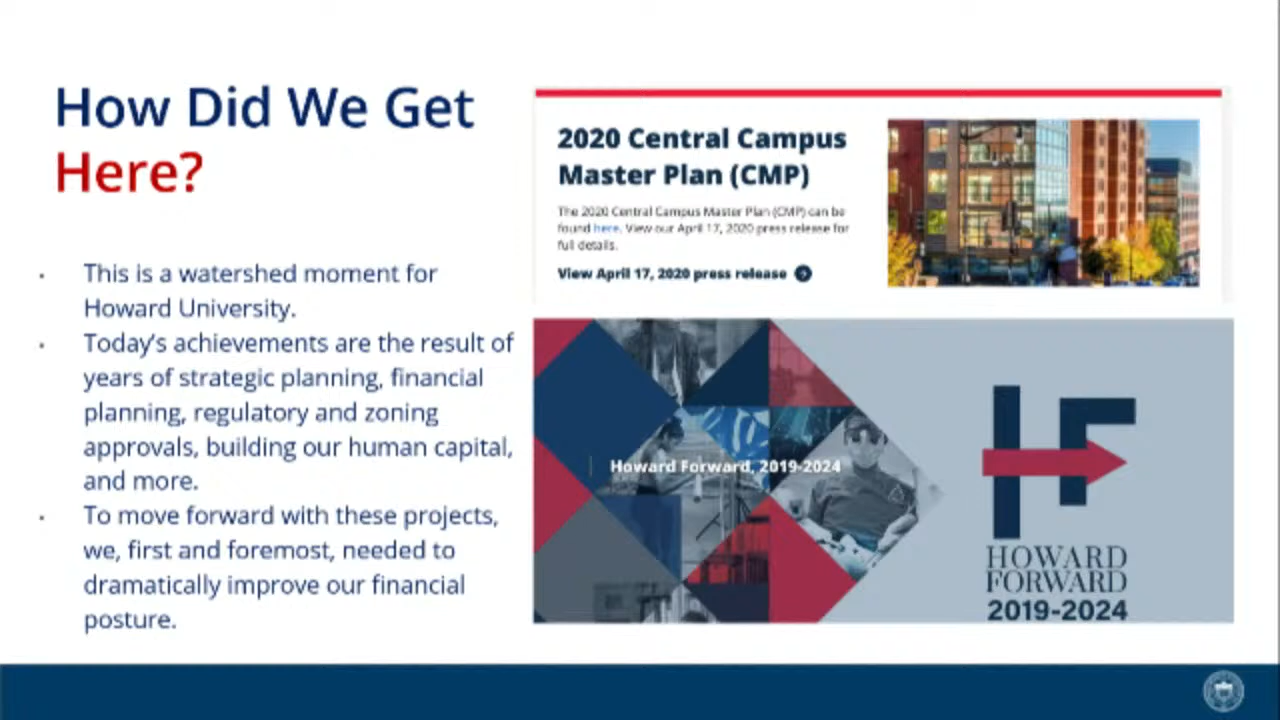 How Did We Get
Here?
This is a watershed moment for
Howard University.
Today's achievements are the result of
years of strategic planning, financial
planning, regulatory and zoning
approvals, building our human capital,
and more.
To move forward with these projects,
we, first and foremost, needed to
dramatically improve our financial
posture.
2020 Central Campus
Master Plan (CMP)
The 2020 Central Campus Master Plan (CMP) can be
found here. View our April 17, 2020 press release for
full details.
View April 17, 2020 press release
Howard Forward, 2019-2024
HF
HOWARD
FORWARD
2019-2024